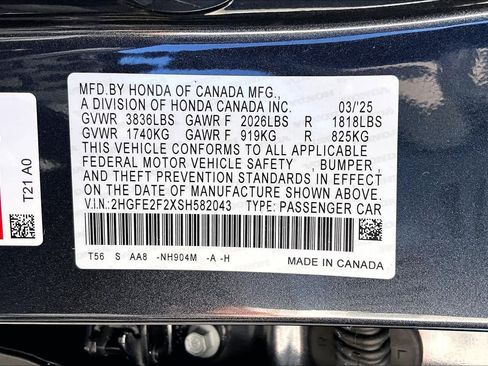 MFD.BY HONDA OF CANADA MFG.,
A DIVISION OF HONDA CANADA INC. 03/'25
GVWR 3836LBS GAWR F 2026LBS R 1818LBS
GVWR 1740KG GAWR F 919KG R 825KG
THIS VEHICLE CONFORMS TO ALL APPLICABLE
FEDERAL MOTOR VEHICLE SAFETY , BUMPER ,
AND THEFT PREVENTION STANDARDS IN EFFECT
ON THE DATE OF MANUFACTURE SHOWN ABOVE.
V.I.N.:2HGFE2F2XSH582043 TYPE: PASSENGER CAR
T56 S AA8 -NH904M -A -H MADE IN CANADA
T21 A0